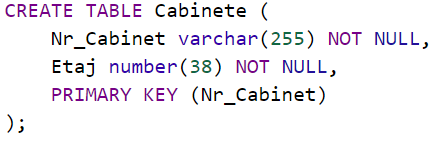 CREATE TABLE Cabinete (
    Nr_Cabinet varchar(255) NOT NULL,
    Etaj number(38) NOT NULL,
    PRIMARY KEY (Nr_Cabinet)
);